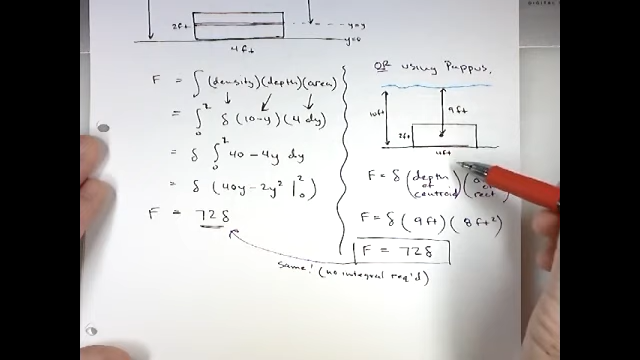 DIGITAL
2ft
y=y
y=0
4ft
F = ∫ (density)(depth)(area)
= ∫₀² δ (10-y)(4 dy)
= δ ∫₀² 40 - 4y dy
= δ (40y - 2y² |₀²)
F = 72δ
OR using Pappus,
10ft
9ft
2ft
4ft
F = δ (depth of centroid) ( of rect)
F = δ (9ft) (8ft²)
F = 72δ
same! (no integral req'd)